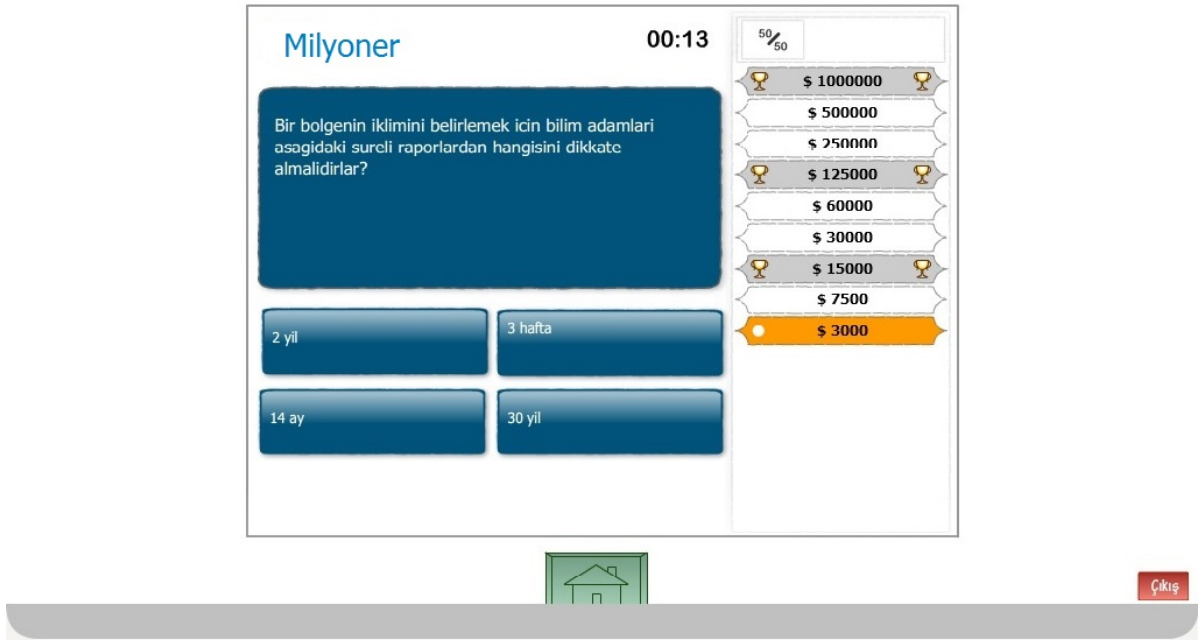 Milyoner
00:13
50/50
Bir bolgenin iklimini belirlemek icin bilim adamlari
asagidaki sureli raporlardan hangisini dikkate
almalidirlar?
2 yil
3 hafta
14 ay
30 yil
$ 1000000
$ 500000
$ 250000
$ 125000
$ 60000
$ 30000
$ 15000
$ 7500
$ 3000
Çıkış